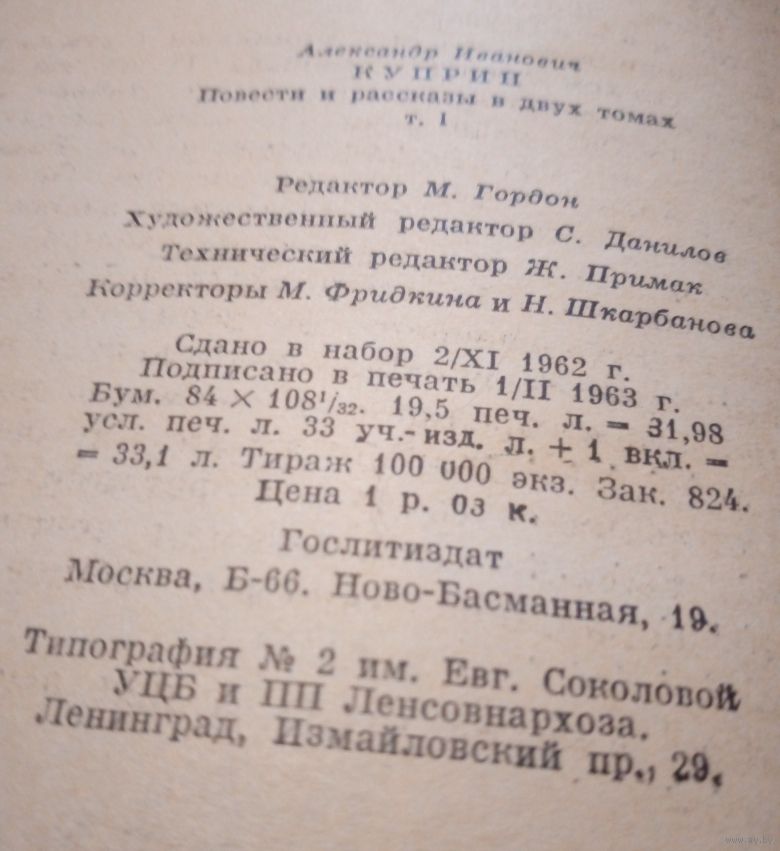 Александр Иванович
КУПРИН
Повести и рассказы в двух томах
т. 1
Редактор М. Гордон
Художественный редактор С. Данилов
Технический редактор Ж. Примак
Корректоры М. Фридкина и Н. Шкарбанова
Сдано в набор 2/XI 1962 г.
Подписано в печать 1/II 1963 г.
Бум. 84 × 108¹/₃₂. 19,5 печ. л. = 31,98
усл. печ. л. 33 уч.-изд. л. + 1 вкл. =
= 33,1 л. Тираж 100 000 экз. Зак. 824.
Цена 1 р. 03 к.
Гослитиздат
Москва, Б-66. Ново-Басманная, 19.
Типография № 2 им. Евг. Соколовой
УЦБ и ПП Ленсовнархоза.
Ленинград, Измайловский пр., 29.
www.ay.by